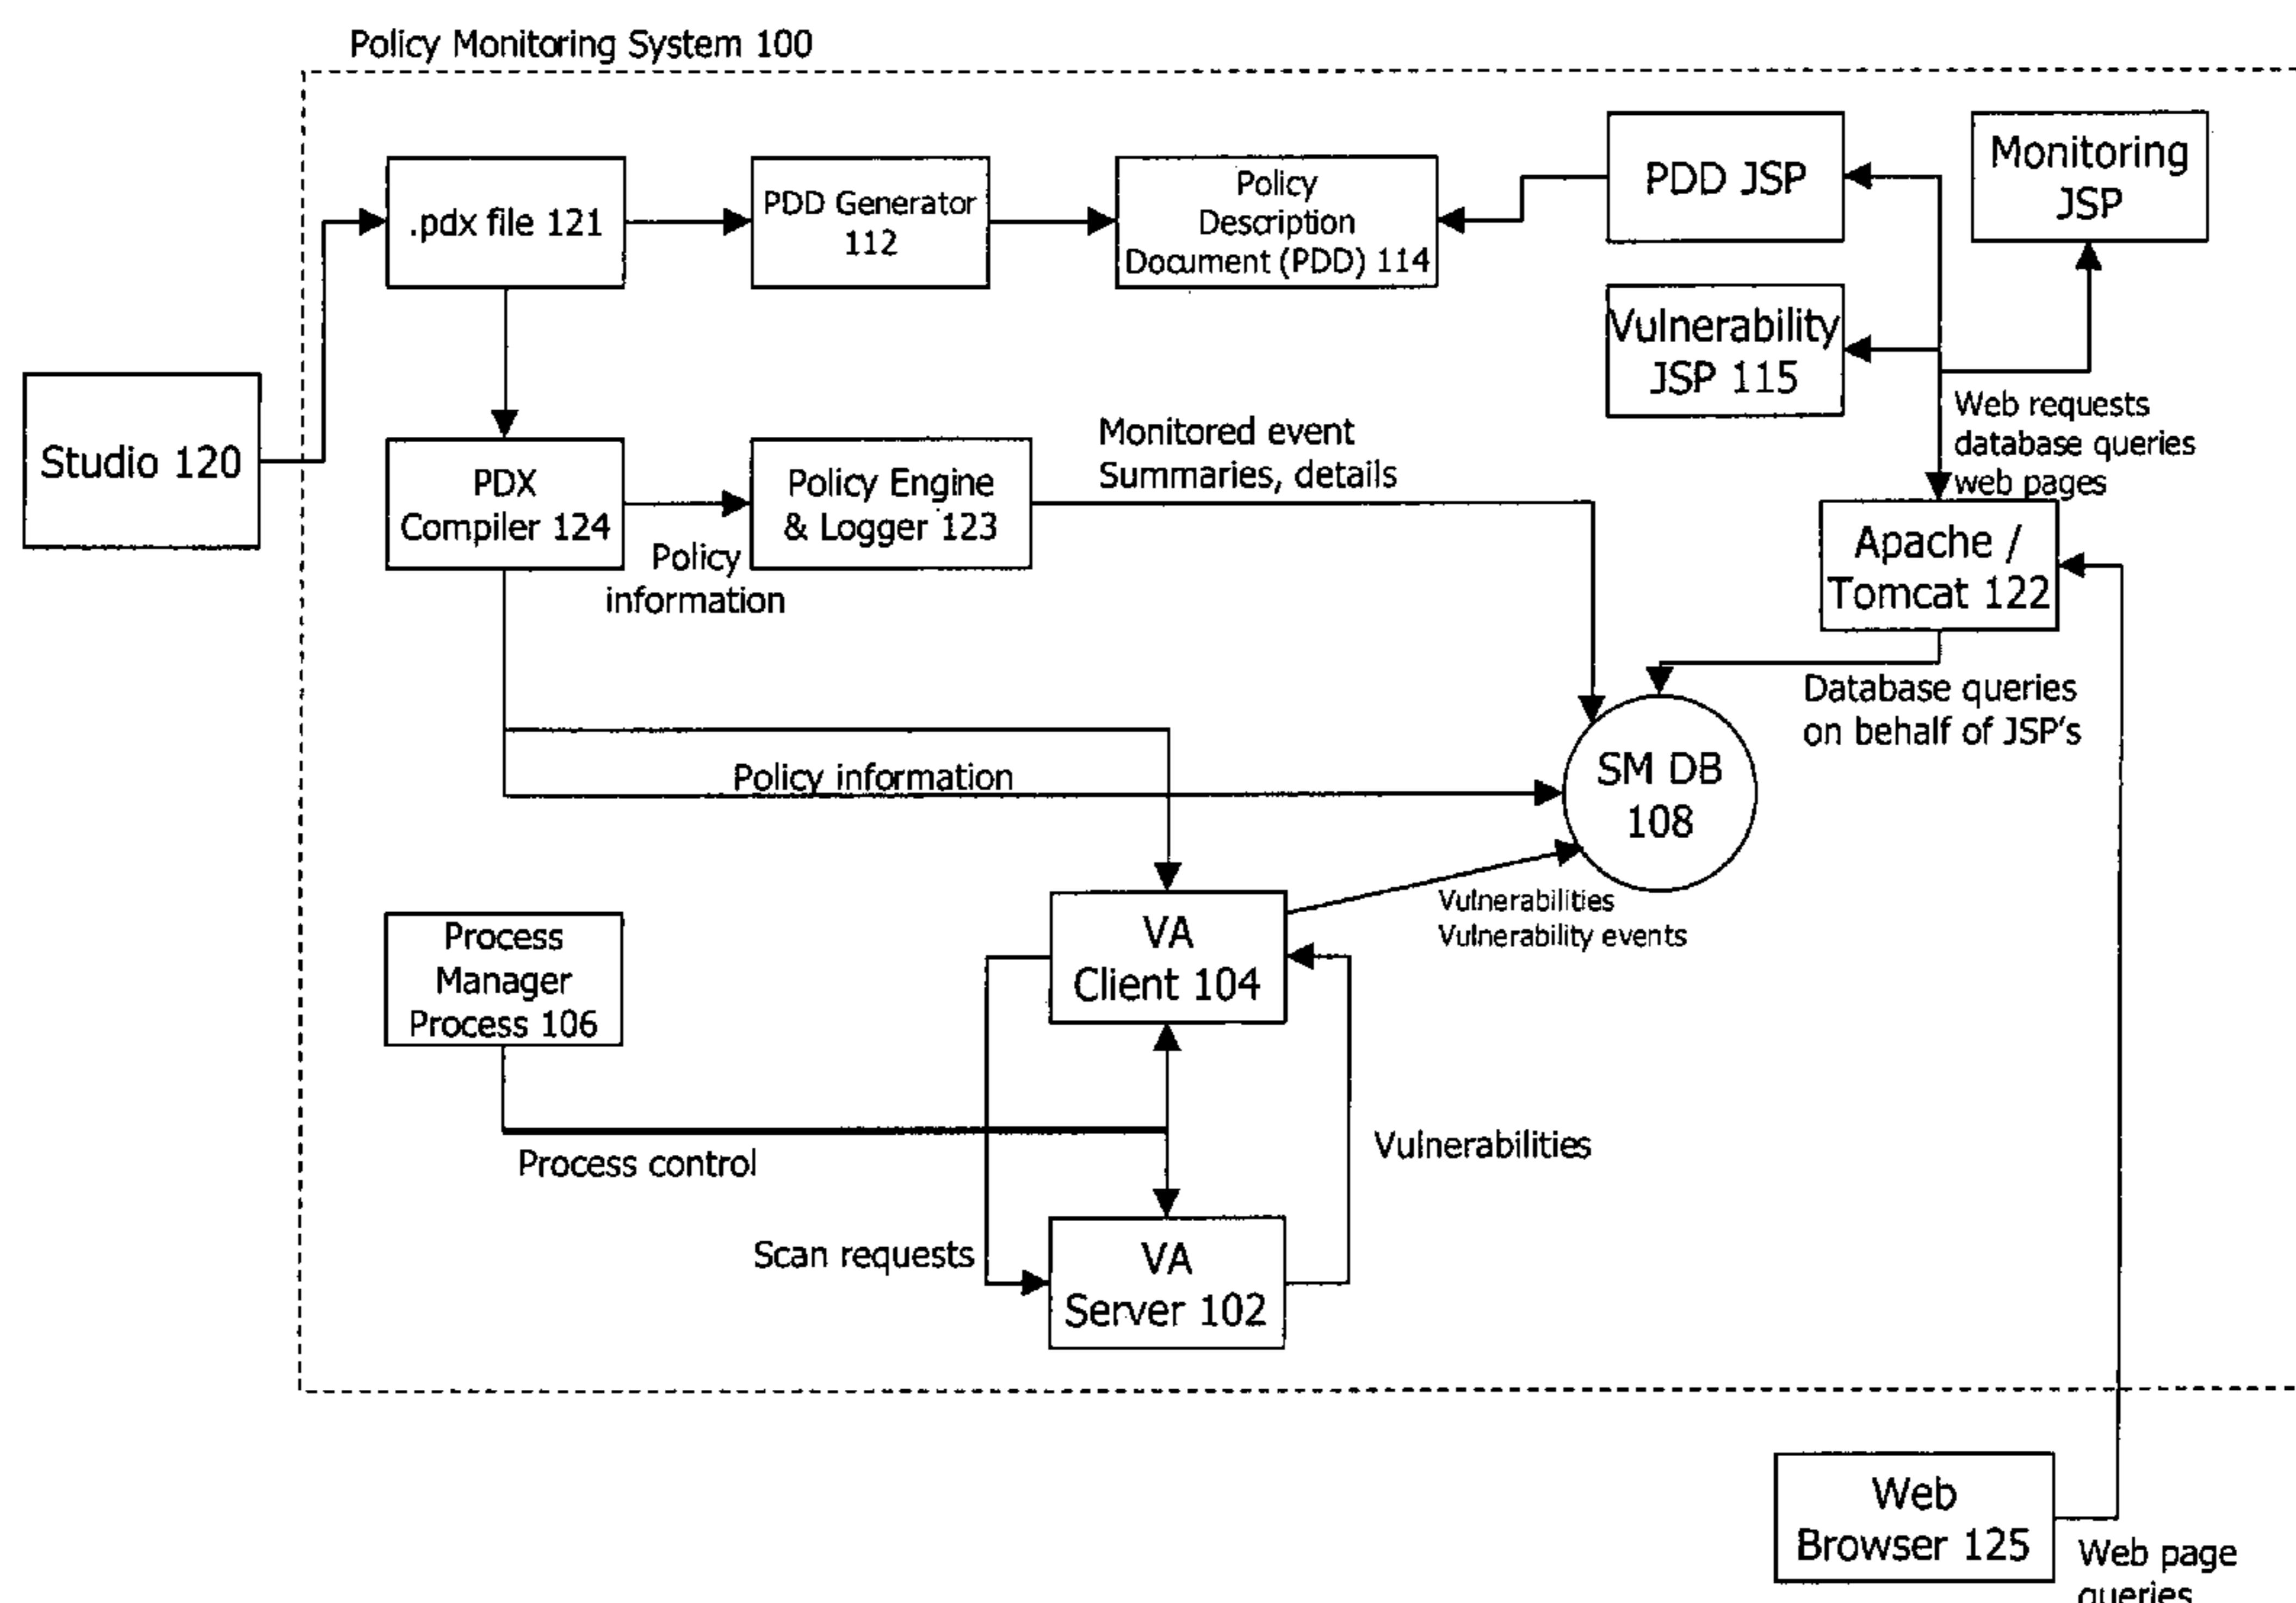 Policy Monitoring System 100
.pdx file 121
PDD Generator
112
Policy
Description
Document (PDD) 114
PDD JSP
Monitoring
JSP
Vulnerability
JSP 115
Studio 120
PDX
Compiler 124
Policy
information
Policy Engine
& Logger 123
Monitored event
Summaries, details
Web requests
database queries
web pages
Apache /
Tomcat 122
Database queries
on behalf of JSP's
Policy information
SM DB
108
Process
Manager
Process 106
VA
Client 104
Vulnerabilities
Vulnerability events
Process control
Vulnerabilities
Scan requests
VA
Server 102
Web
Browser 125
Web page
queries